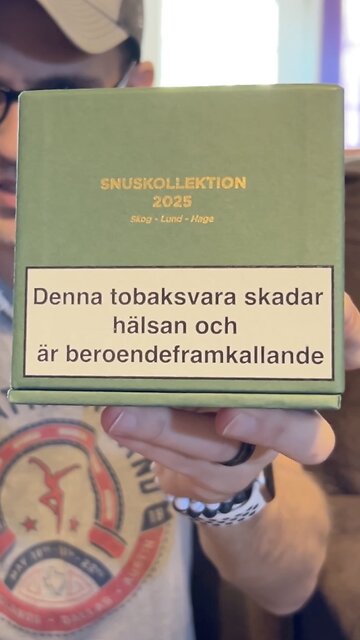 SNUSKOLLEKTION
2025
Skog - Lund - Hage
Denna tobaksvara skadar
hälsan och
är beroendeframkallande